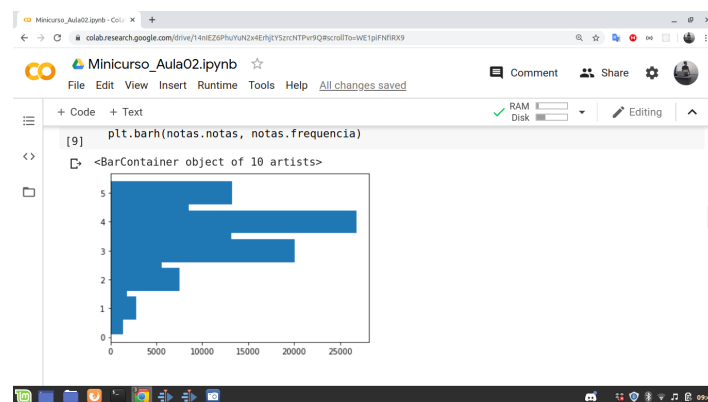 Minicurso_Aula02.ipynb - Cola
colab.research.google.com/drive/14nIEZ6PhuYuN2x4ErhjtYSzrcNTPvr9Q#scrollTo=WE1piFNfiRX9
Minicurso_Aula02.ipynb
Comment
Share
File Edit View Insert Runtime Tools Help All changes saved
+ Code + Text
RAM
Disk
Editing
[9]
plt.barh(notas.notas, notas.frequencia)
<BarContainer object of 10 artists>
5
4
3
2
1
0
0 5000 10000 15000 20000 25000